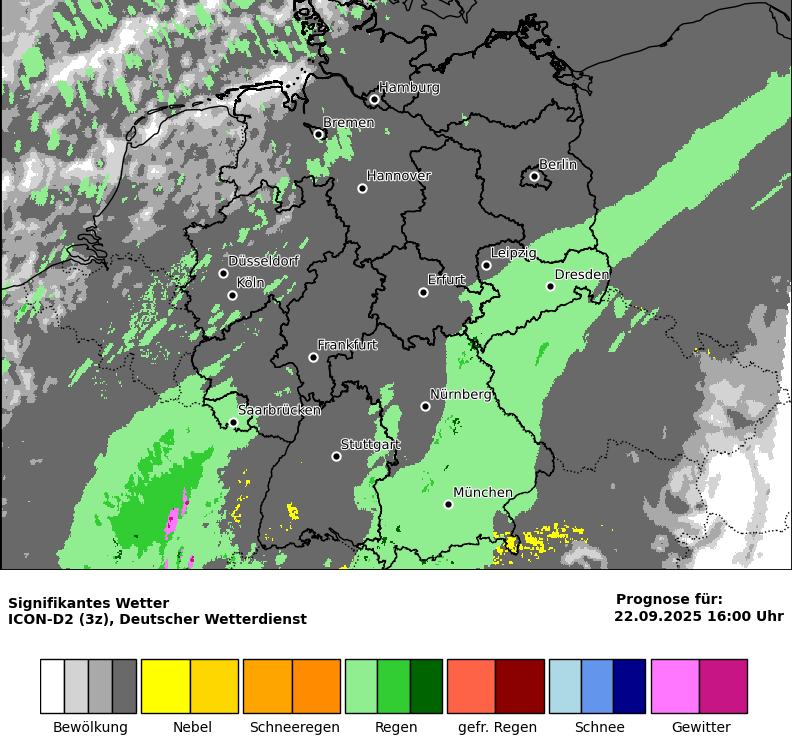 Hamburg
Bremen
Berlin
Hannover
Leipzig
Düsseldorf
Dresden
Köln
Erfurt
Frankfurt
Nürnberg
Saarbrücken
Stuttgart
München
Signifikantes Wetter
ICON-D2 (3z), Deutscher Wetterdienst
Prognose für:
22.09.2025 16:00 Uhr
Bewölkung Nebel Schneeregen Regen gefr. Regen Schnee Gewitter